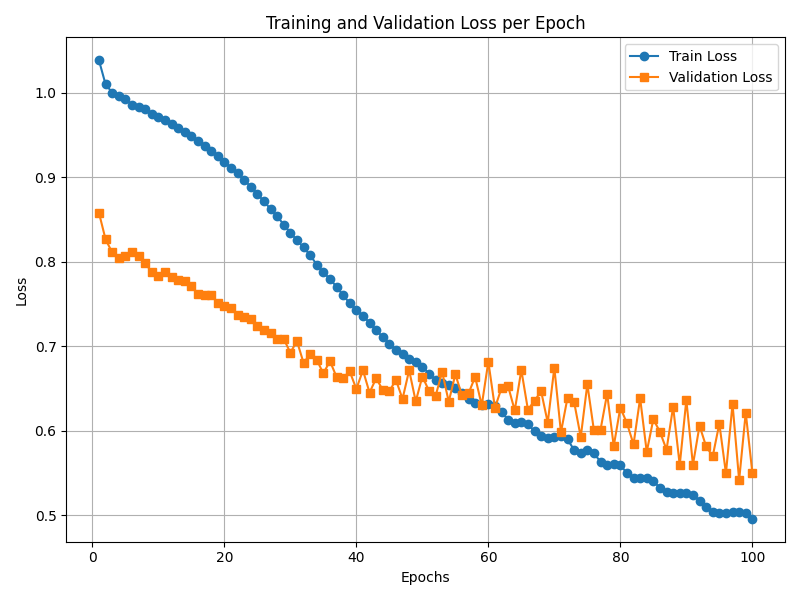 Training and Validation Loss per Epoch
Train Loss
Validation Loss
1.0
0.9
0.8
0.7
0.6
0.5
Loss
0 20 40 60 80 100
Epochs